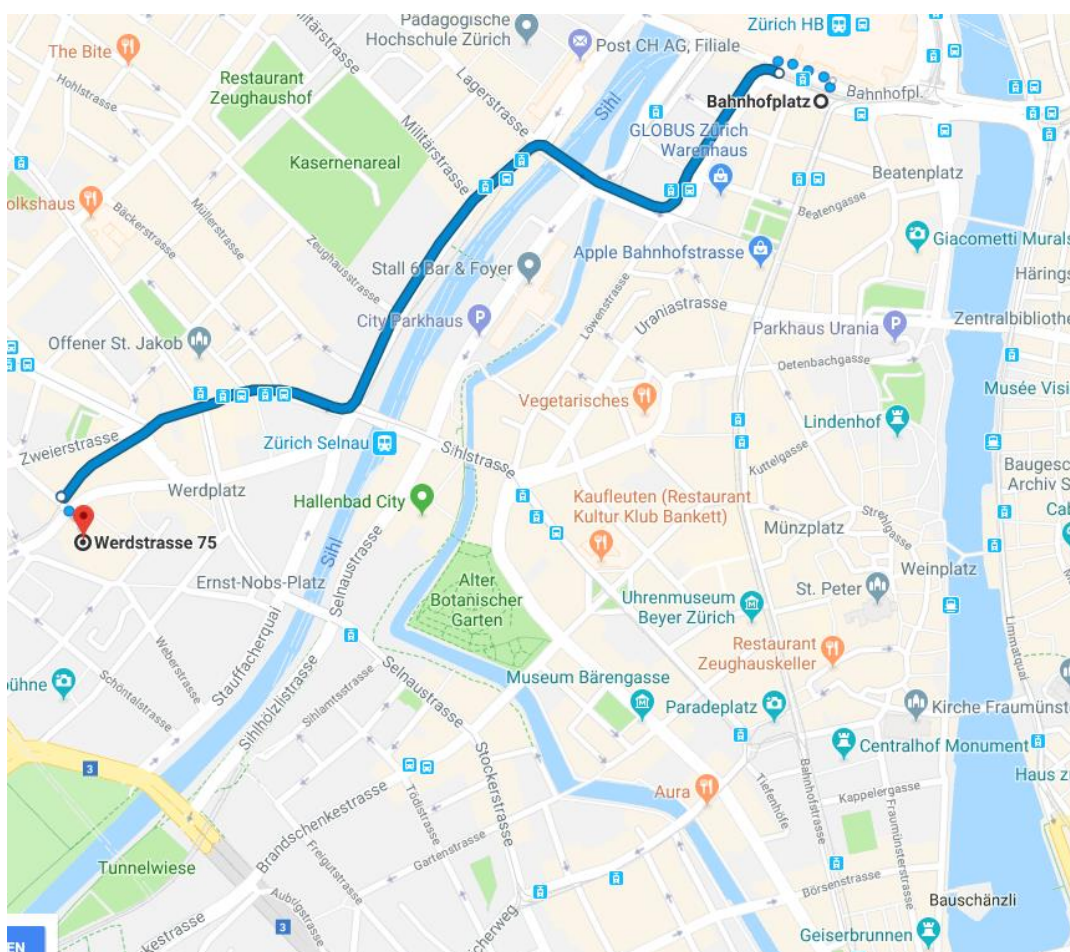 Pädagogische
Hochschule Zürich
Zürich HB
The Bite
Post CH AG, Filiale
Militärstrasse
Hohlstrasse
Restaurant
Zeughaushof
Lagerstrasse
Sihl
Bahnhofpl.
Bahnhofplatz
Militärstrasse
GLOBUS Zürich
Warenhaus
Kasernenareal
Beatenplatz
olkshaus
Bäckerstrasse
Müllerstrasse
Beatengasse
Giacometti Murals
Zeughausstrasse
Stall 6 Bar & Foyer
Apple Bahnhofstrasse
Härings
Löwenstrasse
Uraniastrasse
City Parkhaus
Parkhaus Urania
Zentralbibliothe
Offener St. Jakob
Oetenbachgasse
Vegetarisches
Musée Visi
Lindenhof
Zweierstrasse
Zürich Selnau
Sihlstrasse
Kuttelgasse
Baugesc
Archiv S
Werdplatz
Hallenbad City
Kaufleuten (Restaurant
Kultur Klub Bankett)
Strehlgasse
Cab
Münzplatz
Werdstrasse 75
Sihl
Weinplatz
Ernst-Nobs-Platz
Selnaustrasse
Alter
Botanischer
Garten
St. Peter
Uhrenmuseum
Beyer Zürich
Limmatquai
Weberstrasse
Stauffacherquai
Restaurant
Zeughauskeller
bühne
Schöntalstrasse
Sihlhölzlistrasse
Sihlamtsstrasse
Selnaustrasse
Museum Bärengasse
Paradeplatz
Kirche Fraumünst
Centralhof Monument
3
Stockerstrasse
Bahnhofstrasse
Haus z
Tödistrasse
Aura
Tiefenhöfe
Kappelergasse
Brandschenkestrasse
Fraumünsterstrasse
Gartenstrasse
Tunnelwiese
Freigutstrasse
Börsenstrasse
Bauschänzli
3
kestrasse
icherweg
Geiserbrunnen
EN